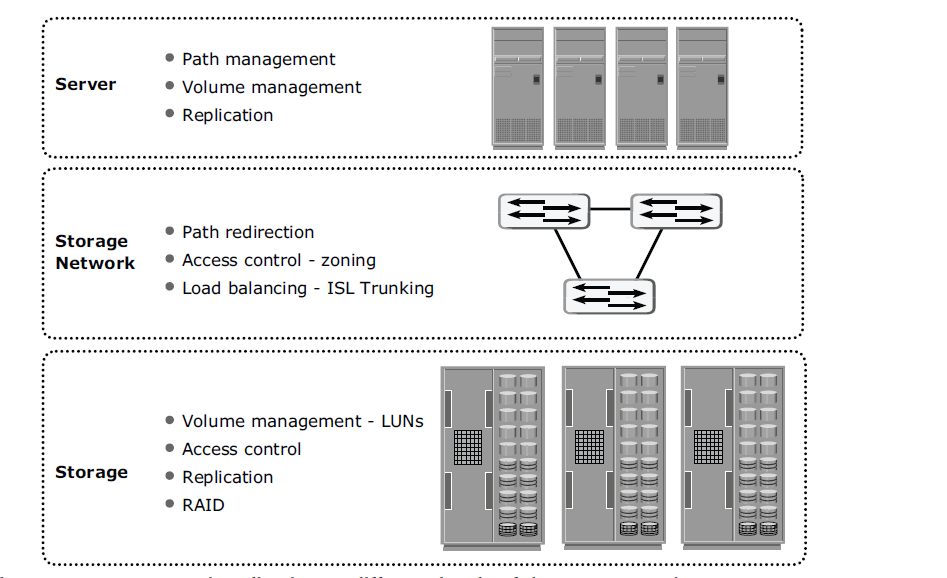 Server
● Path management
● Volume management
● Replication
Storage
Network
● Path redirection
● Access control - zoning
● Load balancing - ISL Trunking
Storage
● Volume management - LUNs
● Access control
● Replication
● RAID